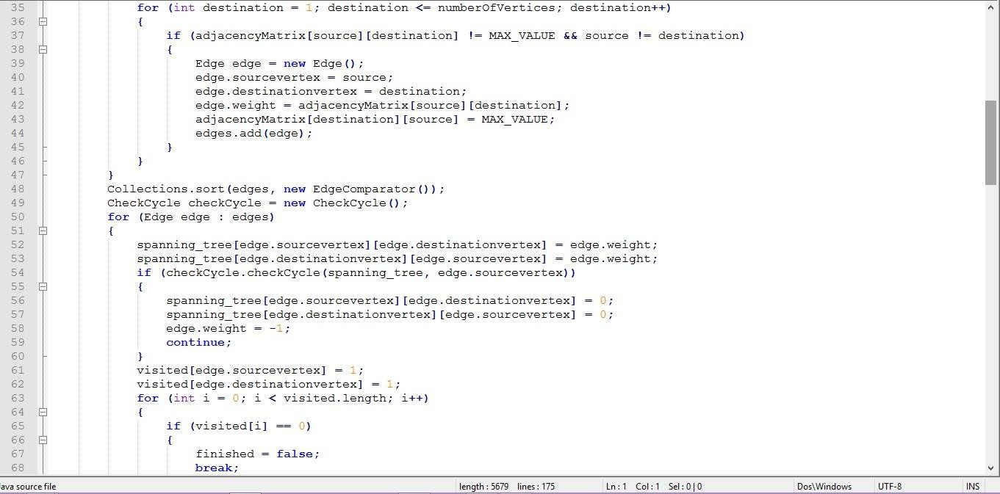 35 for (int destination = 1; destination <= numberOfVertices; destination++)
36 {
37 if (adjacencyMatrix[source][destination] != MAX_VALUE && source != destination)
38 {
39 Edge edge = new Edge();
40 edge.sourcevertex = source;
41 edge.destinationvertex = destination;
42 edge.weight = adjacencyMatrix[source][destination];
43 adjacencyMatrix[destination][source] = MAX_VALUE;
44 edges.add(edge);
45 }
46 }
47 }
48 Collections.sort(edges, new EdgeComparator());
49 CheckCycle checkCycle = new CheckCycle();
50 for (Edge edge : edges)
51 {
52 spanning_tree[edge.sourcevertex][edge.destinationvertex] = edge.weight;
53 spanning_tree[edge.destinationvertex][edge.sourcevertex] = edge.weight;
54 if (checkCycle.checkCycle(spanning_tree, edge.sourcevertex))
55 {
56 spanning_tree[edge.sourcevertex][edge.destinationvertex] = 0;
57 spanning_tree[edge.destinationvertex][edge.sourcevertex] = 0;
58 edge.weight = -1;
59 continue;
60 }
61 visited[edge.sourcevertex] = 1;
62 visited[edge.destinationvertex] = 1;
63 for (int i = 0; i < visited.length; i++)
64 {
65 if (visited[i] == 0)
66 {
67 finished = false;
68 break;
ava source file length : 5679 lines : 175 Ln : 1 Col : 1 Sel : 0 | 0 Dos\Windows UTF-8 INS